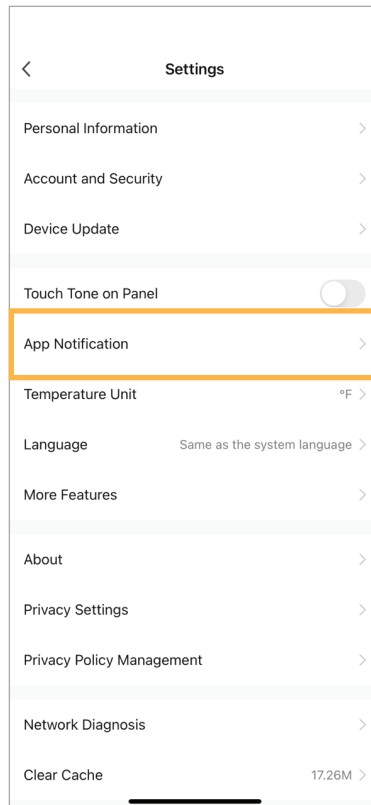 Settings
Personal Information
Account and Security
Device Update
Touch Tone on Panel
App Notification
Temperature Unit °F
Language Same as the system language
More Features
About
Privacy Settings
Privacy Policy Management
Network Diagnosis
Clear Cache 17.26M